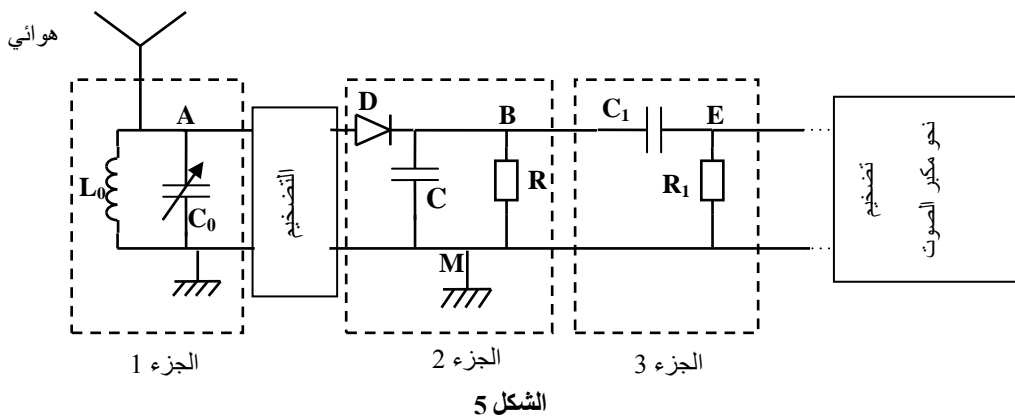 هوائي
A
D
B
C₁
E
L₀
C₀
التضخيم
C
R
R₁
تضخيم
نحو مكبر الصوت
M
الجزء 1
الجزء 2
الجزء 3
الشكل 5